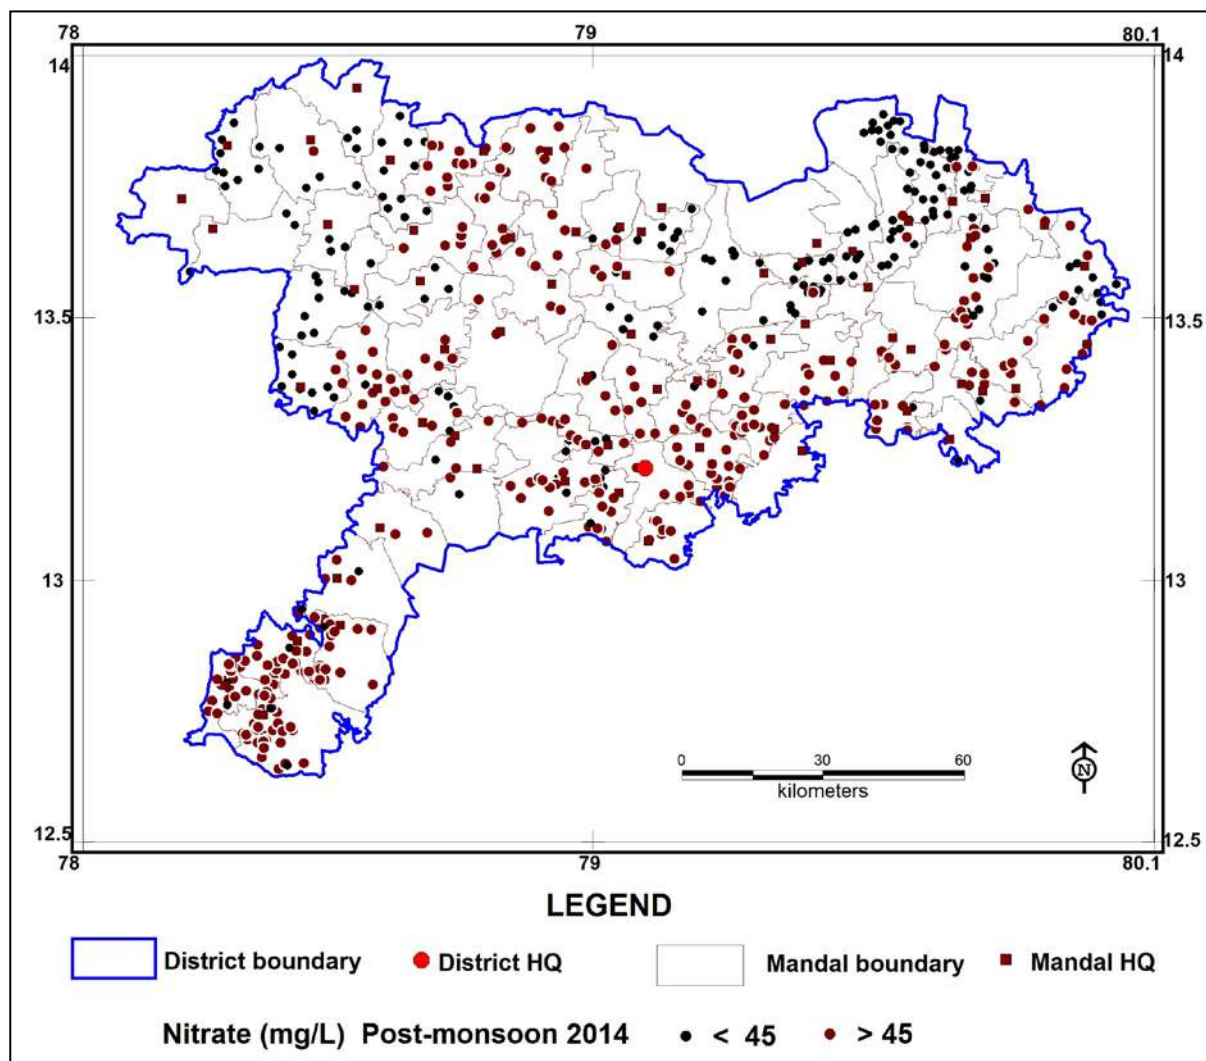 78 79 80.1
14 14
13.5 13.5
13 13
0 30 60
kilometers
N
12.5 12.5
78 79 80.1
LEGEND
District boundary District HQ Mandal boundary Mandal HQ
Nitrate (mg/L) Post-monsoon 2014 < 45 > 45